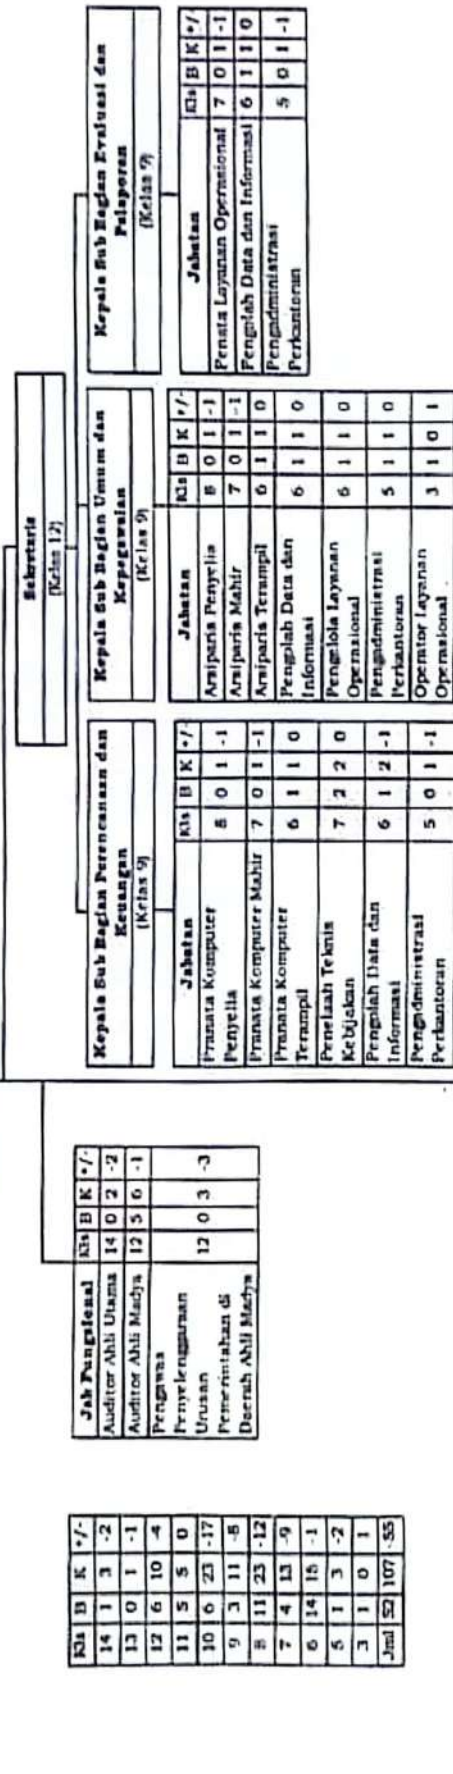 Sekretaris
(Kelas 12)
Kls B K +/-
14 1 3 -2
13 0 1 -1
12 6 10 -4
11 5 5 0
10 6 23 -17
9 3 11 -8
8 11 23 -12
7 4 13 -9
6 14 15 -1
5 1 3 -2
3 1 0 1
Jml 52 107 -55
Jab Fungsional Kls B K +/-
Auditor Ahli Utama 14 0 2 -2
Auditor Ahli Madya 12 5 6 -1
Pengawas
Penyelenggaraan
Urusan 12 0 3 -3
Pemerintahan di
Daerah Ahli Madya
Kepala Sub Bagian Perencanaan dan
Keuangan
(Kelas 9)
Jabatan Kls B K +/-
Pranata Komputer
Penyelia 8 0 1 -1
Pranata Komputer Mahir 7 0 1 -1
Pranata Komputer
Terampil 6 1 1 0
Penelaah Teknis
Kebijakan 7 2 2 0
Pengolah Data dan
Informasi 6 1 2 -1
Pengadministrasi
Perkantoran 5 0 1 -1
Kepala Sub Bagian Umum dan
Kepegawaian
(Kelas 9)
Jabatan Kls B K +/-
Arsiparis Penyelia 8 0 1 -1
Arsiparis Mahir 7 0 1 -1
Arsiparis Terampil 6 1 1 0
Pengolah Data dan
Informasi 6 1 1 0
Pengelola Layanan
Operasional 6 1 1 0
Pengadministrasi
Perkantoran 5 1 1 0
Operator Layanan
Operasional 3 1 0 1
Kepala Sub Bagian Evaluasi dan
Pelaporan
(Kelas 9)
Jabatan Kls B K +/-
Penata Layanan Operasional 7 0 1 -1
Pengolah Data dan Informasi 6 1 1 0
Pengadministrasi
Perkantoran 5 0 1 -1